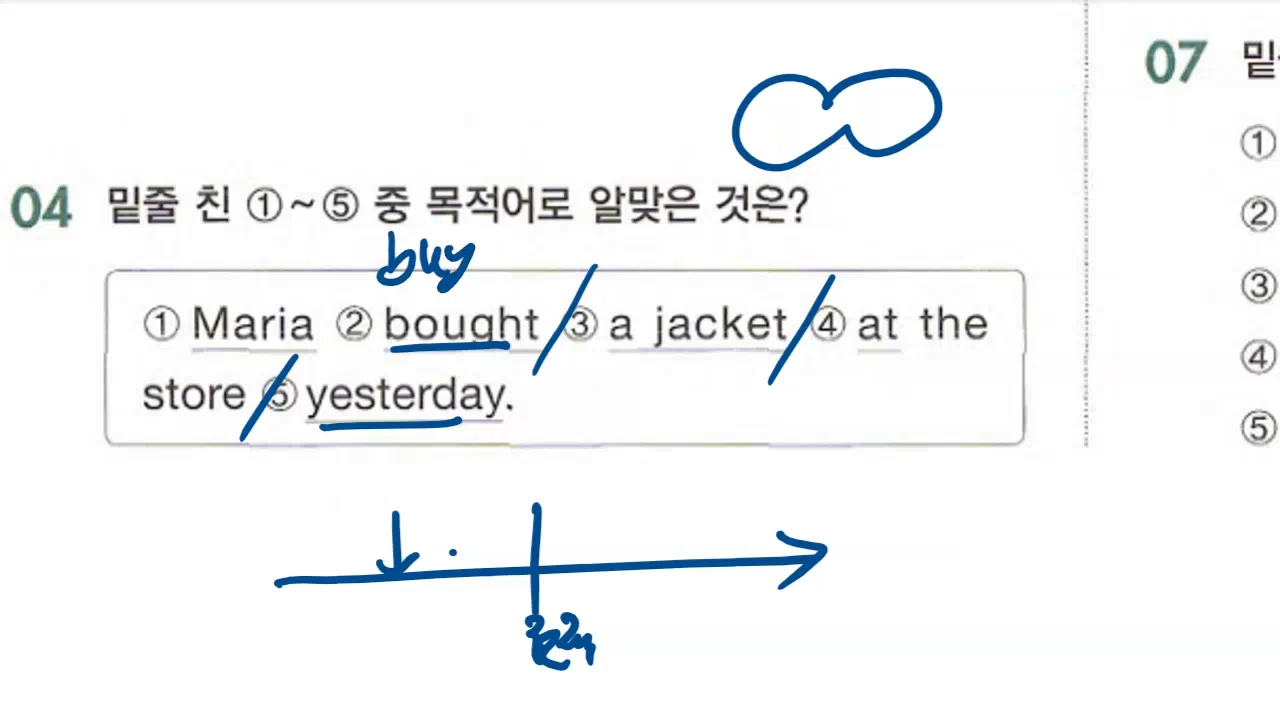 07 밑
04 밑줄 친 ①~⑤ 중 목적어로 알맞은 것은?
buy
① Maria ② bought ③ a jacket ④ at the
store ⑤ yesterday.
①
②
③
④
⑤